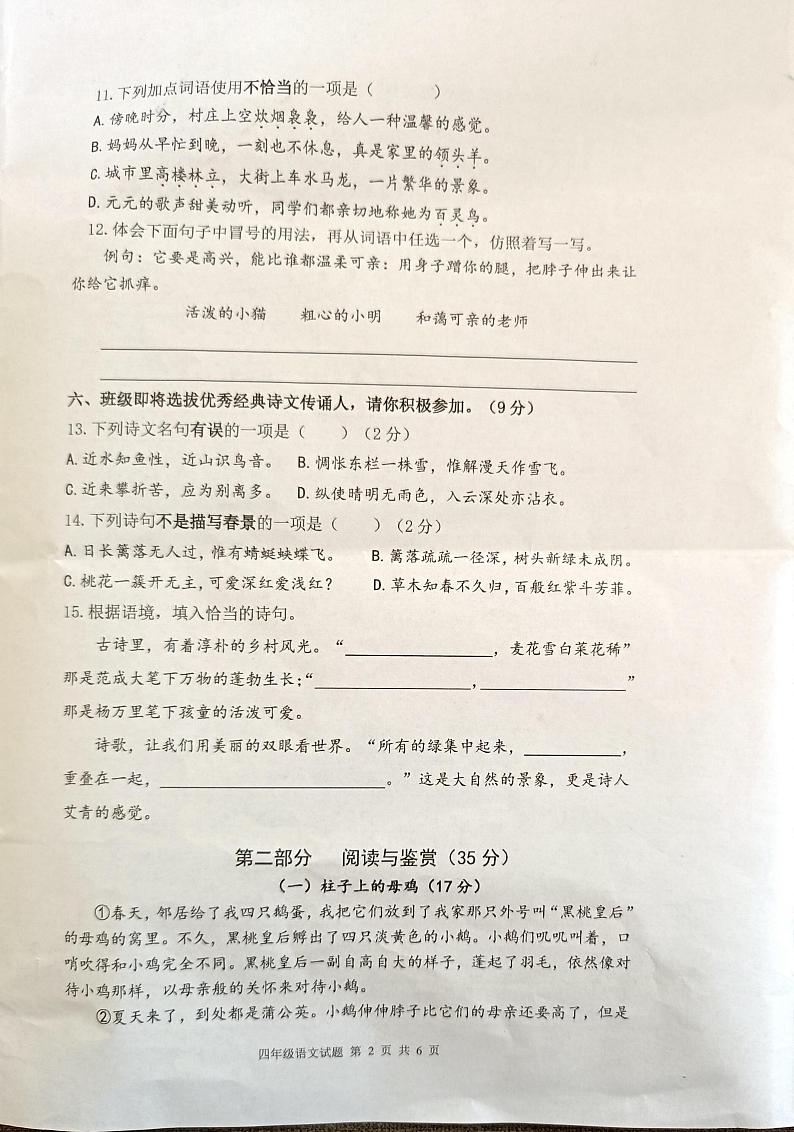 11.下列加点词语使用不恰当的一项是（　　）
A.傍晚时分，村庄上空炊烟袅袅，给人一种温馨的感觉。
B.妈妈从早忙到晚，一刻也不休息，真是家里的领头羊。
C.城市里高楼林立，大街上车水马龙，一片繁华的景象。
D.元元的歌声甜美动听，同学们都亲切地称她为百灵鸟。
12.体会下面句子中冒号的用法，再从词语中任选一个，仿照着写一写。
例句：它要是高兴，能比谁都温柔可亲：用身子蹭你的腿，把脖子伸出来让
你给它抓痒。
活泼的小猫　　粗心的小明　　和蔼可亲的老师
六、班级即将选拔优秀经典诗文传诵人，请你积极参加。（9分）
13.下列诗文名句有误的一项是（　　）（2分）
A.近水知鱼性，近山识鸟音。　B.惆怅东栏一株雪，惟解漫天作雪飞。
C.近来攀折苦，应为别离多。　D.纵使晴明无雨色，入云深处亦沾衣。
14.下列诗句不是描写春景的一项是（　　）（2分）
A.日长篱落无人过，惟有蜻蜓蛱蝶飞。　B.篱落疏疏一径深，树头新绿未成阴。
C.桃花一簇开无主，可爱深红爱浅红？　D.草木知春不久归，百般红紫斗芳菲。
15.根据语境，填入恰当的诗句。
古诗里，有着淳朴的乡村风光。“________________，麦花雪白菜花稀”
那是范成大笔下万物的蓬勃生长；“________________，________________”
那是杨万里笔下孩童的活泼可爱。
诗歌，让我们用美丽的双眼看世界。“所有的绿集中起来，__________，
重叠在一起，________________________。”这是大自然的景象，更是诗人
艾青的感觉。
第二部分　阅读与鉴赏（35分）
（一）柱子上的母鸡（17分）
①春天，邻居给了我四只鹅蛋，我把它们放到了我家那只外号叫“黑桃皇后”
的母鸡的窝里。不久，黑桃皇后孵出了四只淡黄色的小鹅。小鹅们叽叽叫着，口
哨吹得和小鸡完全不同。黑桃皇后一副自高自大的样子，蓬起了羽毛，依然像对
待小鸡那样，以母亲般的关怀来对待小鹅。
②夏天来了，到处都是蒲公英。小鹅伸伸脖子比它们的母亲还要高了，但是
四年级语文试题 第 2 页 共 6 页